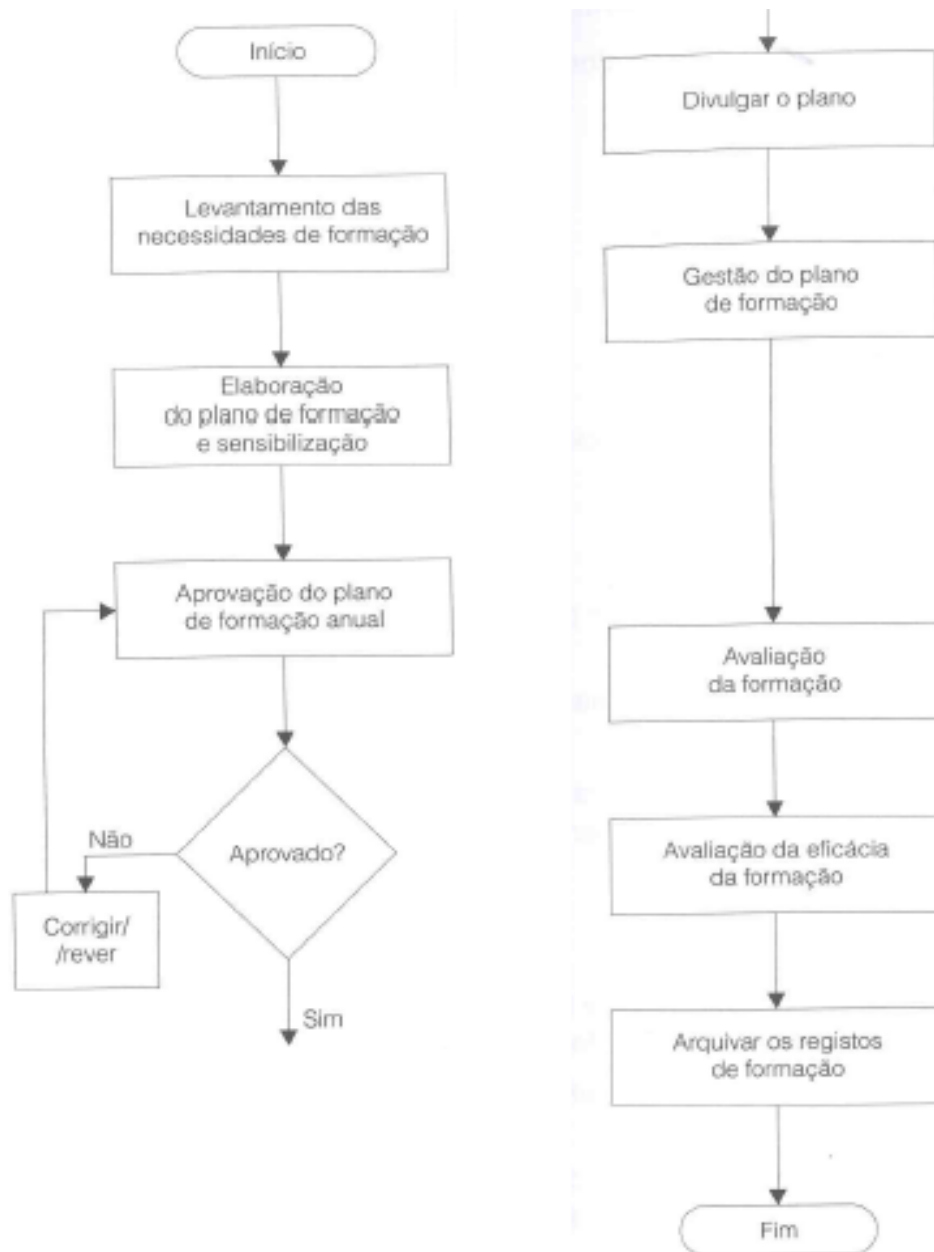 Início
Levantamento das
necessidades de formação
Elaboração
do plano de formação
e sensibilização
Aprovação do plano
de formação anual
Aprovado?
Não
Corrigir/
/rever
Sim
Divulgar o plano
Gestão do plano
de formação
Avaliação
da formação
Avaliação da eficácia
da formação
Arquivar os registos
de formação
Fim